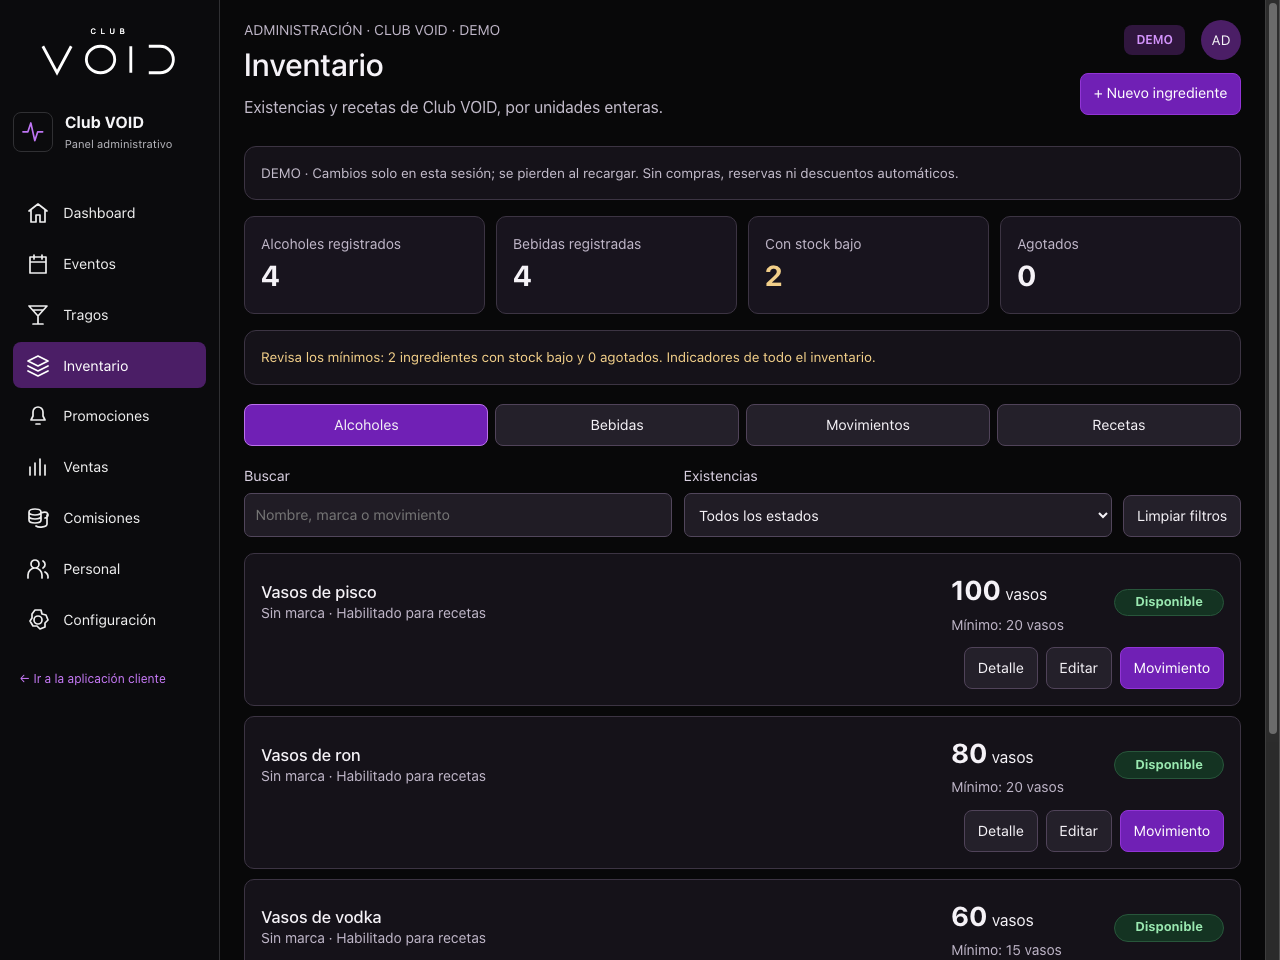 CLUB
VOID
Club VOID
Panel administrativo
Dashboard
Eventos
Tragos
Inventario
Promociones
Ventas
Comisiones
Personal
Configuración
← Ir a la aplicación cliente
ADMINISTRACIÓN · CLUB VOID · DEMO
Inventario
Existencias y recetas de Club VOID, por unidades enteras.
DEMO
AD
+ Nuevo ingrediente
DEMO · Cambios solo en esta sesión; se pierden al recargar. Sin compras, reservas ni descuentos automáticos.
Alcoholes registrados
4
Bebidas registradas
4
Con stock bajo
2
Agotados
0
Revisa los mínimos: 2 ingredientes con stock bajo y 0 agotados. Indicadores de todo el inventario.
Alcoholes
Bebidas
Movimientos
Recetas
Buscar
Nombre, marca o movimiento
Existencias
Todos los estados
Limpiar filtros
Vasos de pisco
Sin marca · Habilitado para recetas
100 vasos
Mínimo: 20 vasos
Disponible
Detalle
Editar
Movimiento
Vasos de ron
Sin marca · Habilitado para recetas
80 vasos
Mínimo: 20 vasos
Disponible
Detalle
Editar
Movimiento
Vasos de vodka
Sin marca · Habilitado para recetas
60 vasos
Mínimo: 15 vasos
Disponible